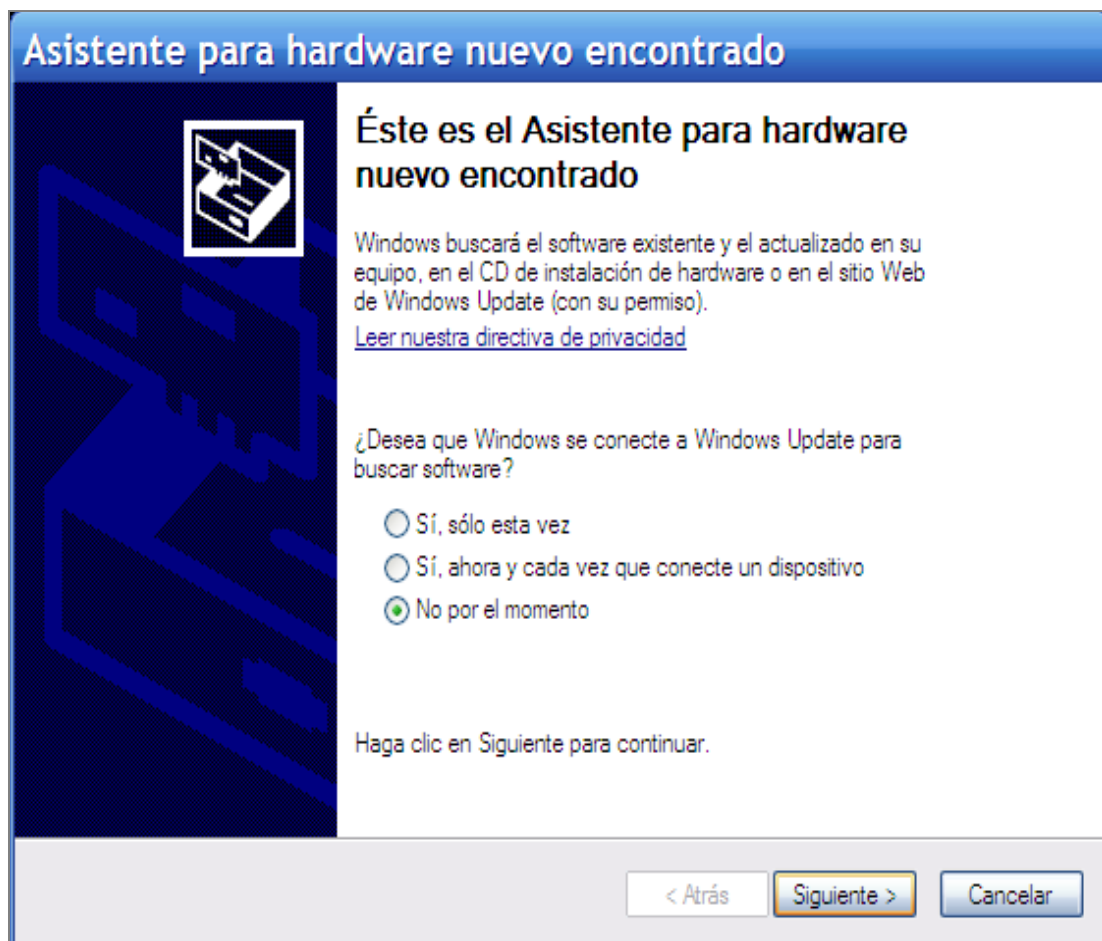 Asistente para hardware nuevo encontrado
Éste es el Asistente para hardware
nuevo encontrado
Windows buscará el software existente y el actualizado en su
equipo, en el CD de instalación de hardware o en el sitio Web
de Windows Update (con su permiso).
Leer nuestra directiva de privacidad
¿Desea que Windows se conecte a Windows Update para
buscar software?
Sí, sólo esta vez
Sí, ahora y cada vez que conecte un dispositivo
No por el momento
Haga clic en Siguiente para continuar.
< Atrás Siguiente > Cancelar